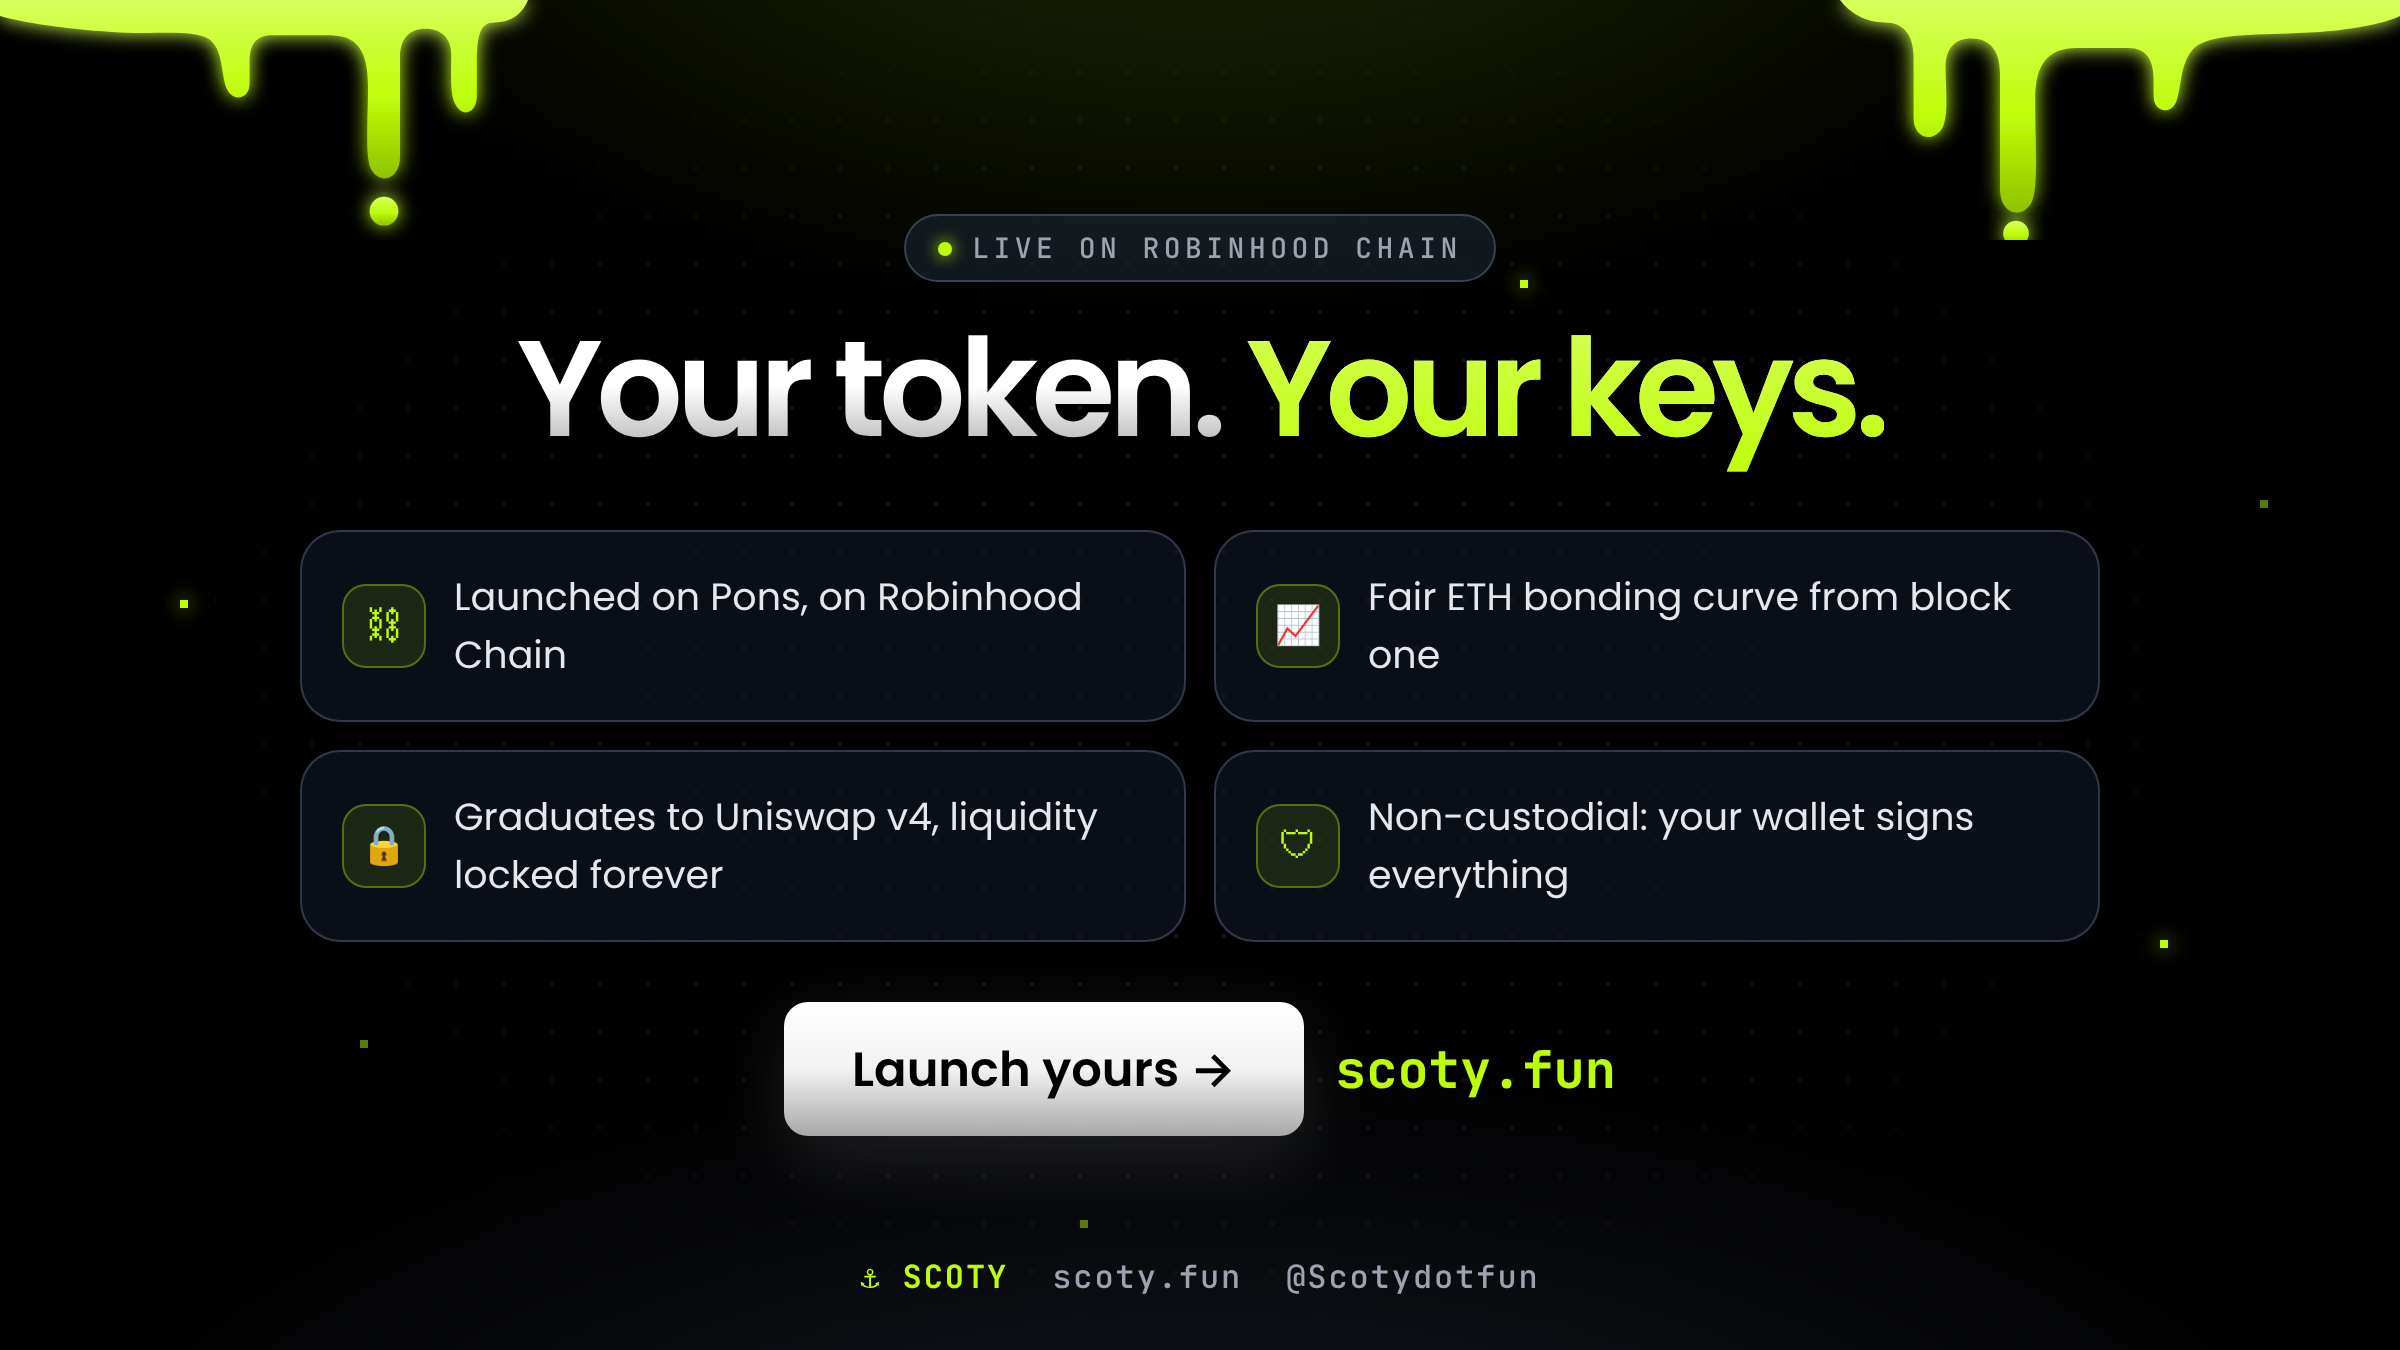 LIVE ON ROBINHOOD CHAIN
Your token. Your keys.
Launched on Pons, on Robinhood
Chain
Fair ETH bonding curve from block
one
Graduates to Uniswap v4, liquidity
locked forever
Non-custodial: your wallet signs
everything
Launch yours →
scoty.fun
⚓ SCOTY scoty.fun @Scotydotfun